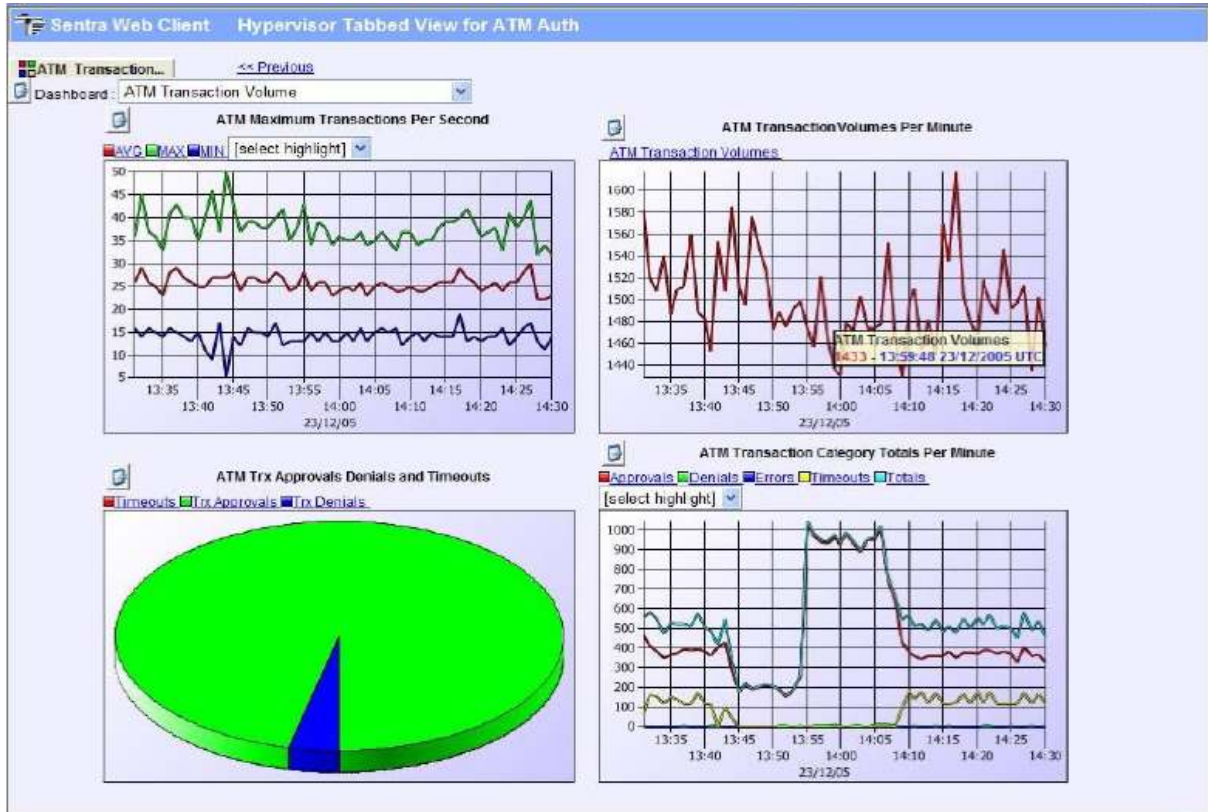 Sentra Web Client Hypervisor Tabbed View for ATM Auth
ATM Transaction... << Previous
Dashboard : ATM Transaction Volume
ATM Maximum Transactions Per Second
AVG MAX MIN [select highlight]
50
45
40
35
30
25
20
15
10
5
13:35 13:45 13:55 14:05 14:15 14:25
13:40 13:50 14:00 14:10 14:20 14:30
23/12/05
ATM Transaction Volumes Per Minute
ATM Transaction Volumes
1600
1580
1560
1540
1520
1500
1480
1460
1440
ATM Transaction Volumes
1433 - 13:59:48 23/12/2005 UTC
13:35 13:45 13:55 14:05 14:15 14:25
13:40 13:50 14:00 14:10 14:20 14:30
23/12/05
ATM Trx Approvals Denials and Timeouts
Timeouts Trx Approvals Trx Denials
ATM Transaction Category Totals Per Minute
Approvals Denials Errors Timeouts Totals
[select highlight]
1000
900
800
700
600
500
400
300
200
100
0
13:35 13:45 13:55 14:05 14:15 14:25
13:40 13:50 14:00 14:10 14:20 14:30
23/12/05